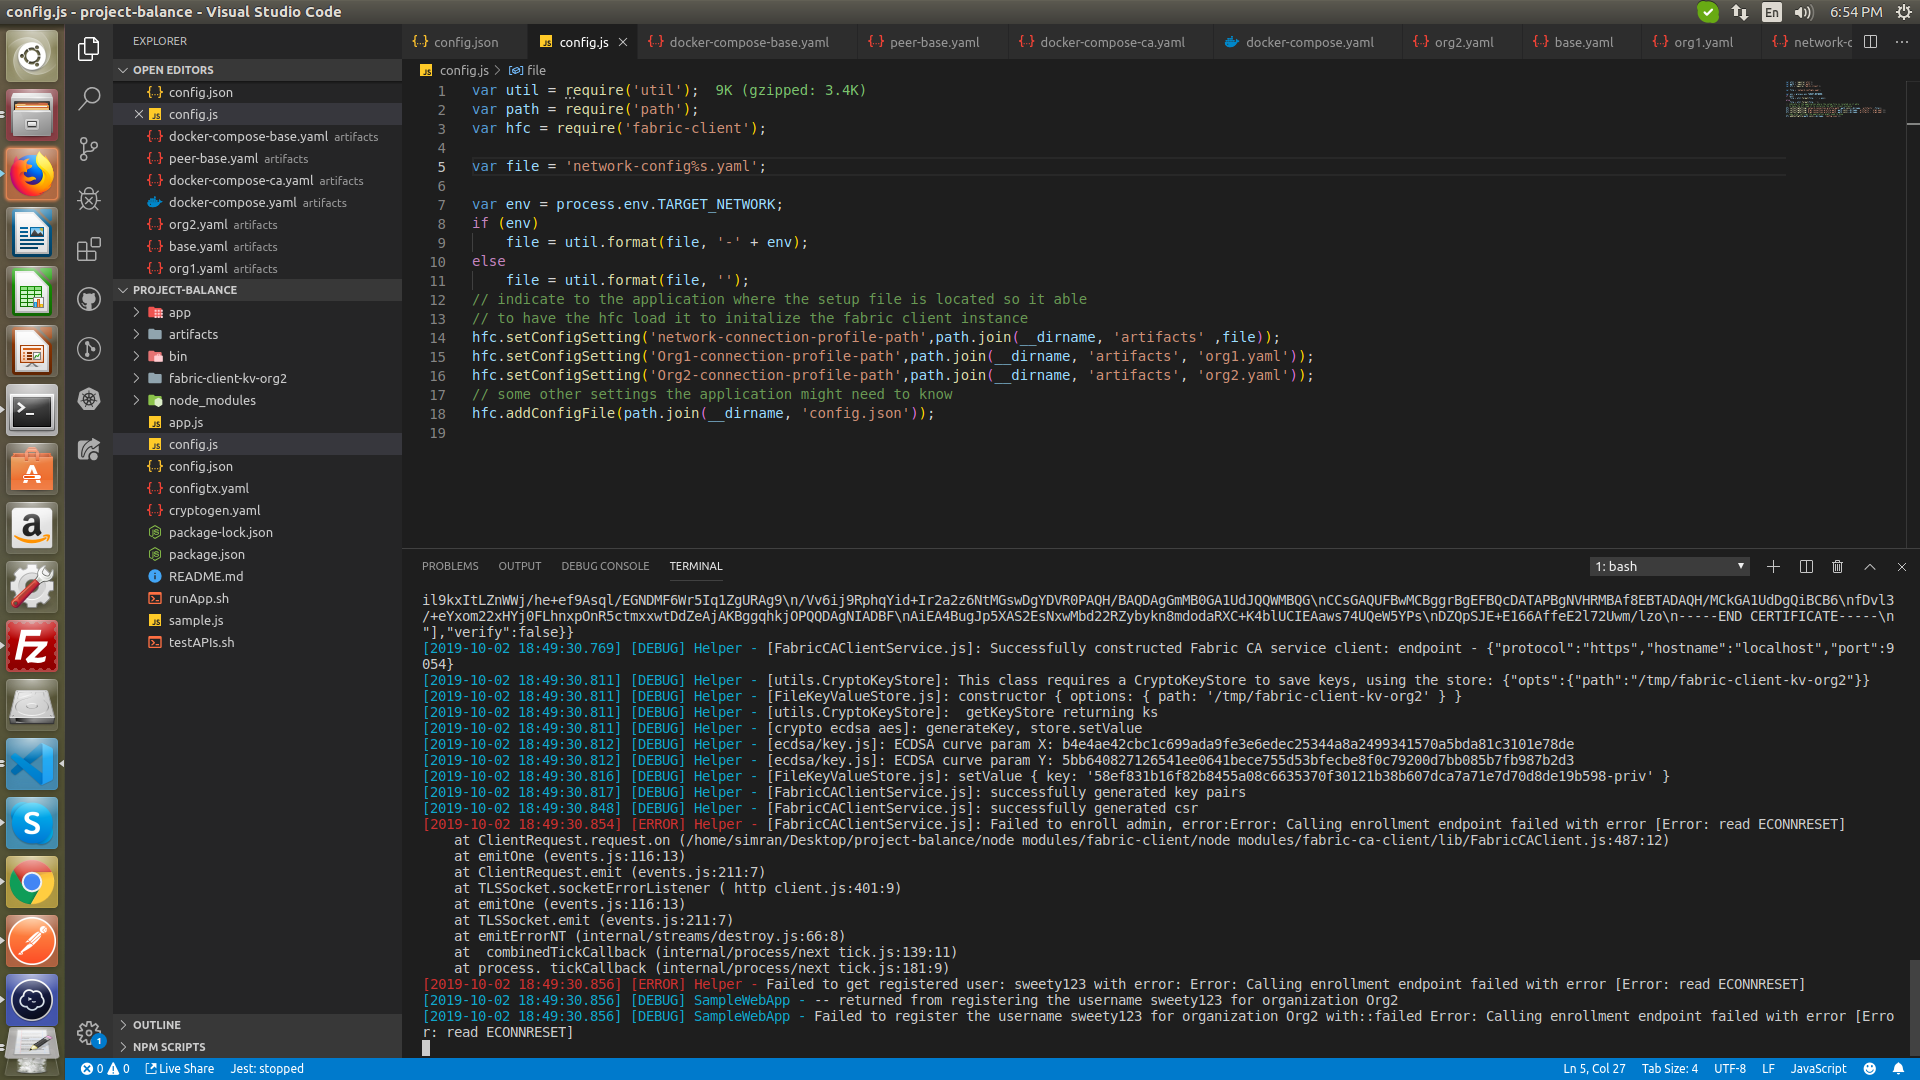 config.js - project-balance - Visual Studio Code
En
6:54 PM
EXPLORER
OPEN EDITORS
config.json
config.js
docker-compose-base.yaml artifacts
peer-base.yaml artifacts
docker-compose-ca.yaml artifacts
docker-compose.yaml artifacts
org2.yaml artifacts
base.yaml artifacts
org1.yaml artifacts
PROJECT-BALANCE
app
artifacts
bin
fabric-client-kv-org2
node_modules
app.js
config.js
config.json
configtx.yaml
cryptogen.yaml
package-lock.json
package.json
README.md
runApp.sh
sample.js
testAPIs.sh
OUTLINE
NPM SCRIPTS
config.json
config.js
docker-compose-base.yaml
peer-base.yaml
docker-compose-ca.yaml
docker-compose.yaml
org2.yaml
base.yaml
org1.yaml
network-c
config.js > file
1 var util = require('util');  9K (gzipped: 3.4K)
2 var path = require('path');
3 var hfc = require('fabric-client');
4
5 var file = 'network-config%s.yaml';
6
7 var env = process.env.TARGET_NETWORK;
8 if (env)
9     file = util.format(file, '-' + env);
10 else
11     file = util.format(file, '');
12 // indicate to the application where the setup file is located so it able
13 // to have the hfc load it to initalize the fabric client instance
14 hfc.setConfigSetting('network-connection-profile-path',path.join(__dirname, 'artifacts' ,file));
15 hfc.setConfigSetting('Org1-connection-profile-path',path.join(__dirname, 'artifacts', 'org1.yaml'));
16 hfc.setConfigSetting('Org2-connection-profile-path',path.join(__dirname, 'artifacts', 'org2.yaml'));
17 // some other settings the application might need to know
18 hfc.addConfigFile(path.join(__dirname, 'config.json'));
19
PROBLEMS OUTPUT DEBUG CONSOLE TERMINAL
1: bash
il9kxItLZnWWj/he+ef9Asql/EGNDMF6Wr5Iq1ZgURAg9\n/Vv6ij9RphqYid+Ir2a2z6NtMGswDgYDVR0PAQH/BAQDAgGmMB0GA1UdJQQWMBQG\nCCsGAQUFBwMCBggrBgEFBQcDATAPBgNVHRMBAf8EBTADAQH/MCkGA1UdDgQiBCB6\nfDvl3
/+eYxom22xHYj0FLhnxpOnR5ctmxxwtDdZeAjAKBggqhkjOPQQDAgNIADBF\nAiEA4BugJp5XAS2EsNxwMbd22RZybykn8mdodaRXC+K4blUCIEAaws74UQeW5YPs\nDZQpSJE+E166AffeE2l72Uwm/lzo\n-----END CERTIFICATE-----\n
"],"verify":false}}
[2019-10-02 18:49:30.769] [DEBUG] Helper - [FabricCAClientService.js]: Successfully constructed Fabric CA service client: endpoint - {"protocol":"https","hostname":"localhost","port":9
054}
[2019-10-02 18:49:30.811] [DEBUG] Helper - [utils.CryptoKeyStore]: This class requires a CryptoKeyStore to save keys, using the store: {"opts":{"path":"/tmp/fabric-client-kv-org2"}}
[2019-10-02 18:49:30.811] [DEBUG] Helper - [FileKeyValueStore.js]: constructor { options: { path: '/tmp/fabric-client-kv-org2' } }
[2019-10-02 18:49:30.811] [DEBUG] Helper - [utils.CryptoKeyStore]:  getKeyStore returning ks
[2019-10-02 18:49:30.811] [DEBUG] Helper - [crypto ecdsa aes]: generateKey, store.setValue
[2019-10-02 18:49:30.812] [DEBUG] Helper - [ecdsa/key.js]: ECDSA curve param X: b4e4ae42cbc1c699ada9fe3e6edec25344a8a2499341570a5bda81c3101e78de
[2019-10-02 18:49:30.812] [DEBUG] Helper - [ecdsa/key.js]: ECDSA curve param Y: 5bb640827126541ee0641bece755d53bfecbe8f0c79200d7bb085b7fb987b2d3
[2019-10-02 18:49:30.816] [DEBUG] Helper - [FileKeyValueStore.js]: setValue { key: '58ef831b16f82b8455a08c6635370f30121b38b607dca7a71e7d70d8de19b598-priv' }
[2019-10-02 18:49:30.817] [DEBUG] Helper - [FabricCAClientService.js]: successfully generated key pairs
[2019-10-02 18:49:30.848] [DEBUG] Helper - [FabricCAClientService.js]: successfully generated csr
[2019-10-02 18:49:30.854] [ERROR] Helper - [FabricCAClientService.js]: Failed to enroll admin, error:Error: Calling enrollment endpoint failed with error [Error: read ECONNRESET]
    at ClientRequest.request.on (/home/simran/Desktop/project-balance/node modules/fabric-client/node modules/fabric-ca-client/lib/FabricCAClient.js:487:12)
    at emitOne (events.js:116:13)
    at ClientRequest.emit (events.js:211:7)
    at TLSSocket.socketErrorListener ( http client.js:401:9)
    at emitOne (events.js:116:13)
    at TLSSocket.emit (events.js:211:7)
    at emitErrorNT (internal/streams/destroy.js:66:8)
    at  combinedTickCallback (internal/process/next tick.js:139:11)
    at process. tickCallback (internal/process/next tick.js:181:9)
[2019-10-02 18:49:30.856] [ERROR] Helper - Failed to get registered user: sweety123 with error: Error: Calling enrollment endpoint failed with error [Error: read ECONNRESET]
[2019-10-02 18:49:30.856] [DEBUG] SampleWebApp - -- returned from registering the username sweety123 for organization Org2
[2019-10-02 18:49:30.856] [DEBUG] SampleWebApp - Failed to register the username sweety123 for organization Org2 with::failed Error: Calling enrollment endpoint failed with error [Erro
r: read ECONNRESET]
0 0 Live Share Jest: stopped
Ln 5, Col 27 Tab Size: 4 UTF-8 LF JavaScript